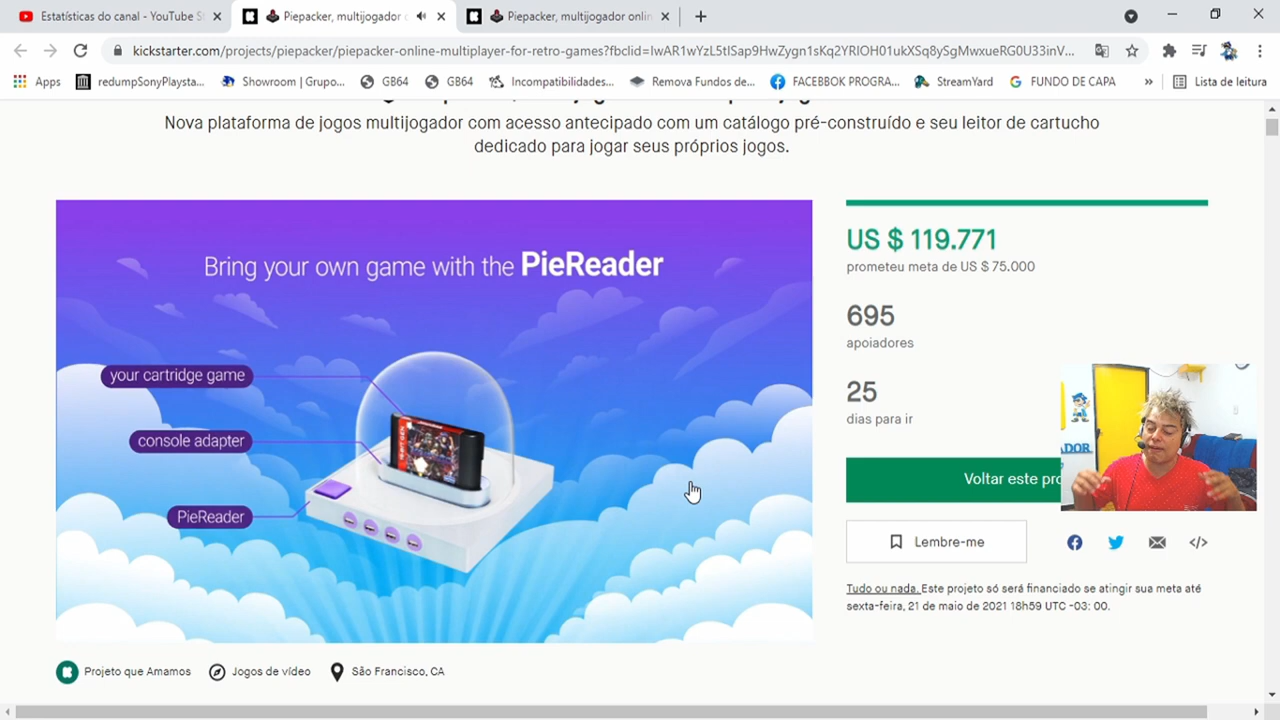 Estatísticas do canal - YouTube S
Piepacker, multijogador
Piepacker, multijogador onlin
kickstarter.com/projects/piepacker/piepacker-online-multiplayer-for-retro-games?fbclid=IwAR1wYzL5tISap9HwZygn1sKq2YRIOH01ukXSq8ySgMwxueRG0U33inV...
Apps
redumpSonyPlaysta...
Showroom | Grupo...
GB64
GB64
Incompatibilidades...
Remova Fundos de...
FACEBBOK PROGRA...
StreamYard
FUNDO DE CAPA
»
Lista de leitura
Nova plataforma de jogos multijogador com acesso antecipado com um catálogo pré-construído e seu leitor de cartucho
dedicado para jogar seus próprios jogos.
Bring your own game with the PieReader
your cartridge game
console adapter
PieReader
US $ 119.771
prometeu meta de US $ 75.000
695
apoiadores
25
dias para ir
ADOR
Voltar este pro
Lembre-me
Tudo ou nada. Este projeto só será financiado se atingir sua meta até
sexta-feira, 21 de maio de 2021 18h59 UTC -03: 00.
Projeto que Amamos
Jogos de vídeo
São Francisco, CA